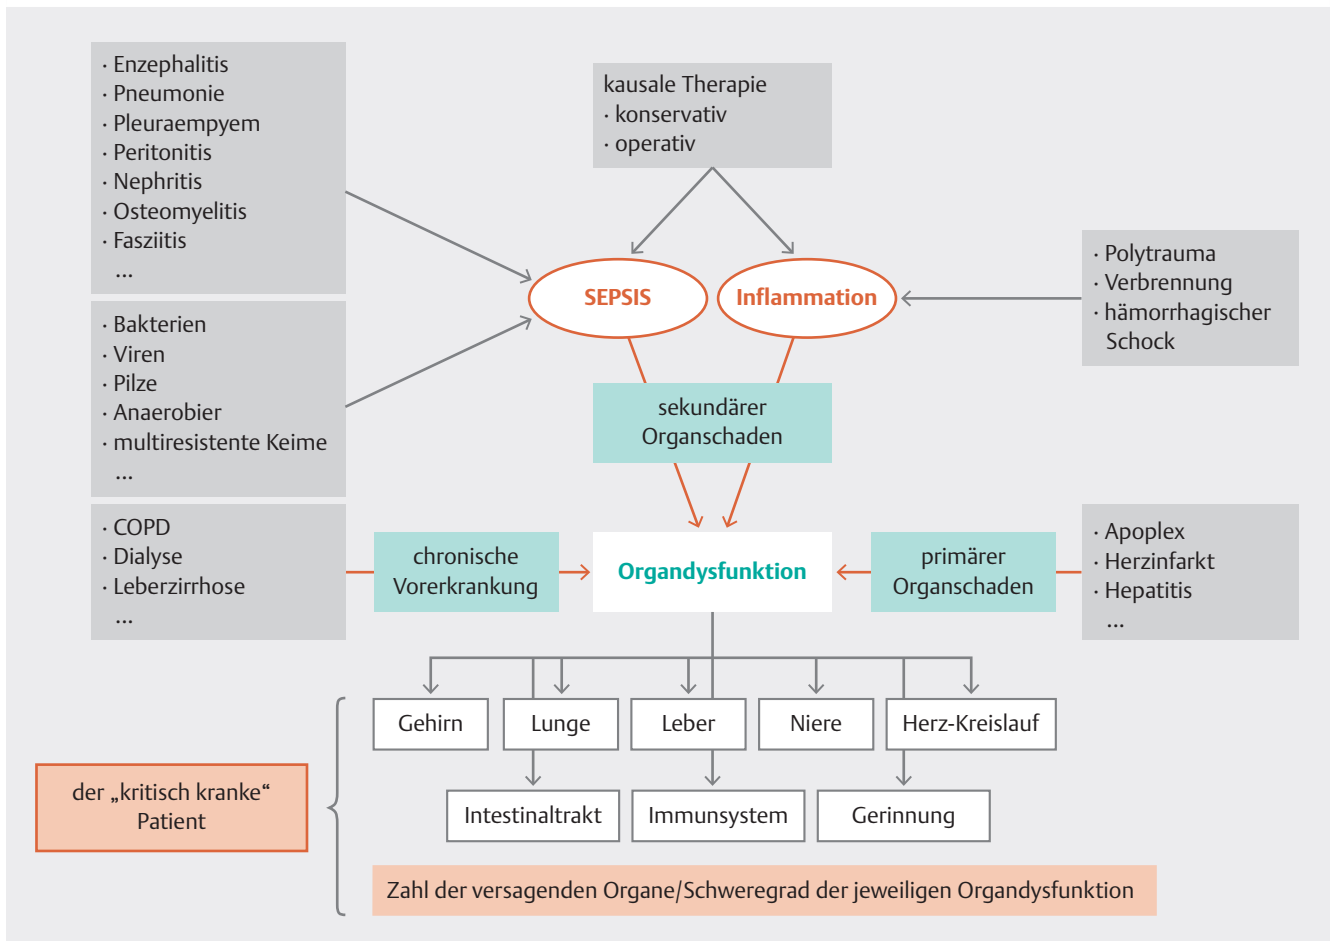 · Enzephalitis
· Pneumonie
· Pleuraempyem
· Peritonitis
· Nephritis
· Osteomyelitis
· Fasziitis
...
kausale Therapie
· konservativ
· operativ
· Polytrauma
· Verbrennung
· hämorrhagischer
Schock
SEPSIS
Inflammation
· Bakterien
· Viren
· Pilze
· Anaerobier
· multiresistente Keime
...
sekundärer
Organschaden
· COPD
· Dialyse
· Leberzirrhose
...
chronische
Vorerkrankung
Organdysfunktion
primärer
Organschaden
· Apoplex
· Herzinfarkt
· Hepatitis
...
Gehirn
Lunge
Leber
Niere
Herz-Kreislauf
der „kritisch kranke“
Patient
Intestinaltrakt
Immunsystem
Gerinnung
Zahl der versagenden Organe/Schweregrad der jeweiligen Organdysfunktion